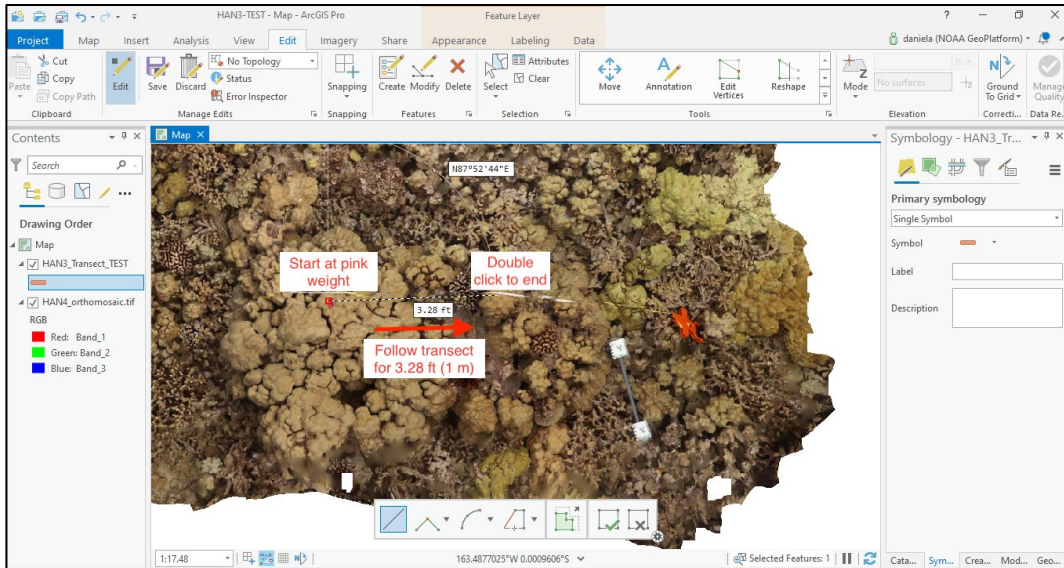 HAN3-TEST - Map - ArcGIS Pro
Feature Layer
?
Project
Map
Insert
Analysis
View
Edit
Imagery
Share
Appearance
Labeling
Data
daniela (NOAA GeoPlatform)
Paste
Cut
Copy
Copy Path
Clipboard
Edit
Save
Discard
No Topology
Status
Error Inspector
Manage Edits
Snapping
Snapping
Create
Modify
Delete
Features
Select
Attributes
Clear
Selection
Move
Annotation
Edit
Vertices
Reshape
Tools
Mode
ft
No surfaces
Elevation
Ground
To Grid
Correcti...
Manage
Quality
Data Re...
Contents
Search
Drawing Order
Map
HAN3_Transect_TEST
HAN4_orthomosaic.tif
RGB
Red: Band_1
Green: Band_2
Blue: Band_3
Map
N87°52'44"E
Start at pink
weight
Double
click to end
3.28 ft
Follow transect
for 3.28 ft (1 m)
1:17.48
163.4877025°W 0.0009606°S
Selected Features: 1
Symbology - HAN3_Tr...
Primary symbology
Single Symbol
Symbol
Label
Description
Cata...
Sym...
Crea...
Mod...
Geo...